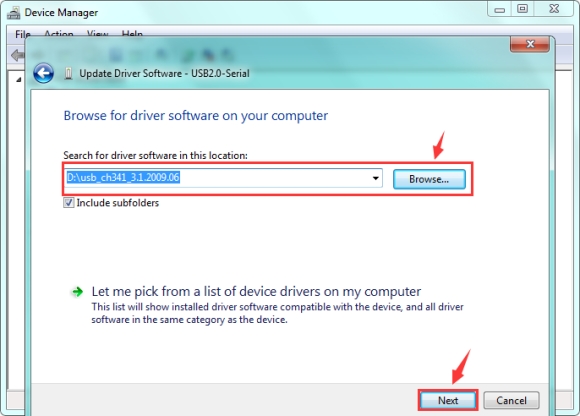 Device Manager
File Action View Help
Update Driver Software - USB2.0-Serial
Browse for driver software on your computer
Search for driver software in this location:
D:\usb_ch341_3.1.2009.06
Browse...
Include subfolders
Let me pick from a list of device drivers on my computer
This list will show installed driver software compatible with the device, and all driver
software in the same category as the device.
Next
Cancel